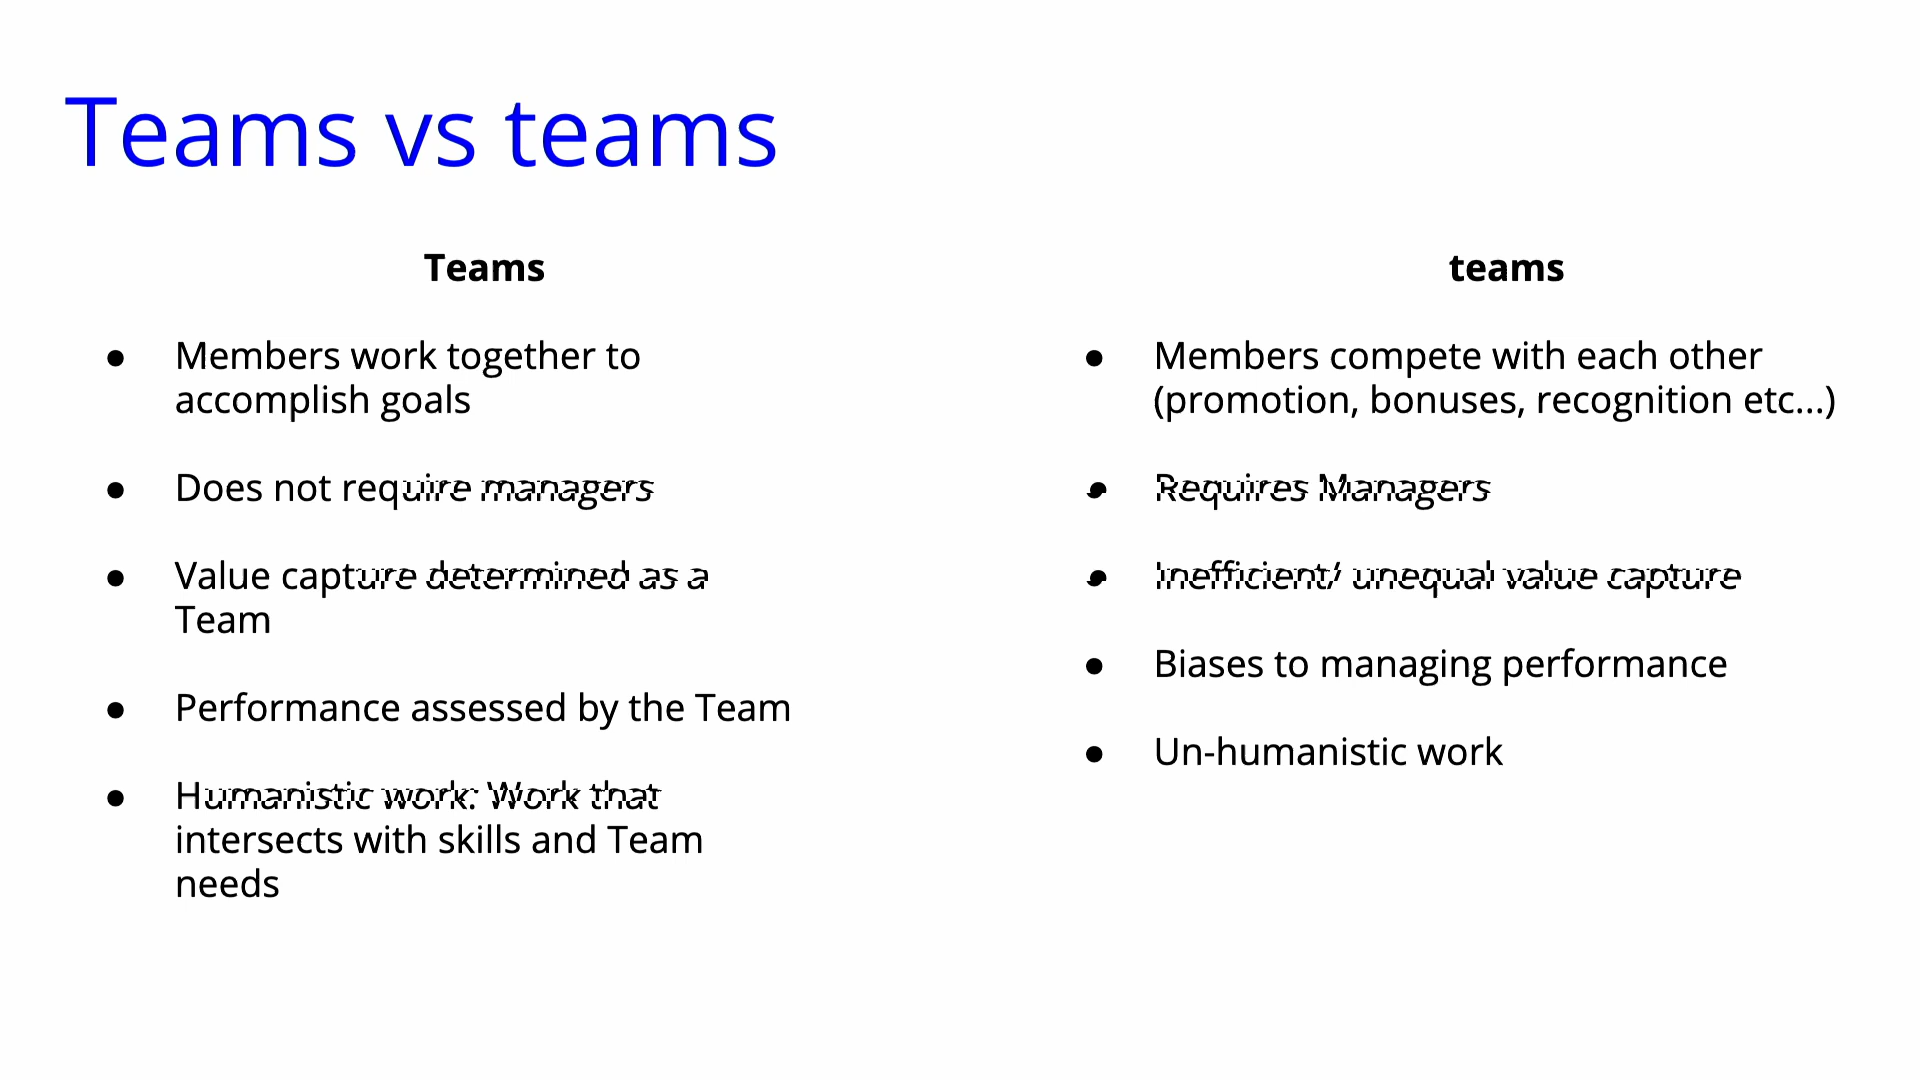 Teams vs teams
Teams
● Members work together to
accomplish goals
● Does not require managers
● Value capture determined as a
Team
● Performance assessed by the Team
● Humanistic work: Work that
intersects with skills and Team
needs
teams
● Members compete with each other
(promotion, bonuses, recognition etc...)
● Requires Managers
● Inefficient/ unequal value capture
● Biases to managing performance
● Un-humanistic work